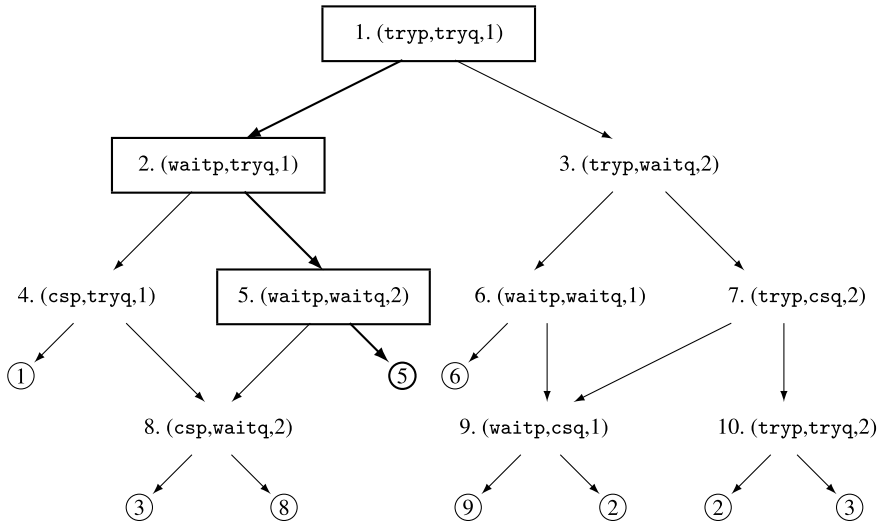 1. (tryp,tryq,1)
2. (waitp,tryq,1)
3. (tryp,waitq,2)
4. (csp,tryq,1)
5. (waitp,waitq,2)
6. (waitp,waitq,1)
7. (tryp,csq,2)
1
5
6
8. (csp,waitq,2)
9. (waitp,csq,1)
10. (tryp,tryq,2)
3
8
9
2
2
3